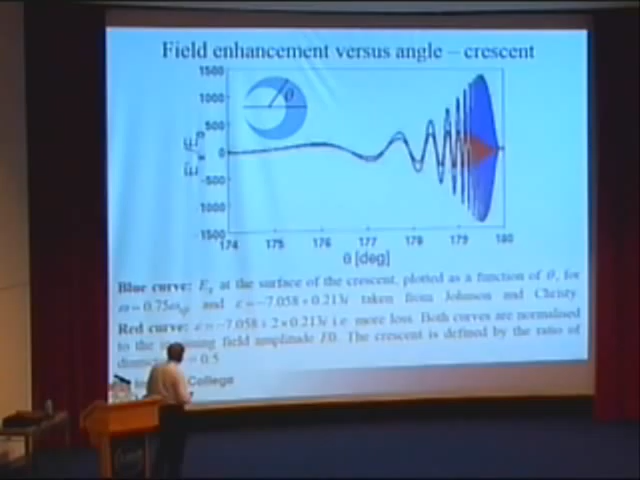 Field enhancement versus angle – crescent
1500
1000
500
0
-500
1000
1500
174 175 176 177 178 179 180
θ [deg]
θ
Blue curve: at the surface of the crescent, plotted as a function of θ, for
and ε=-7.058+0.213i taken from Johnson and Christy
Red curve: ε=-7.058+2×0.213i i.e. more loss. Both curves are normalised
to the incoming field amplitude E0. The crescent is defined by the ratio of
0.5
College